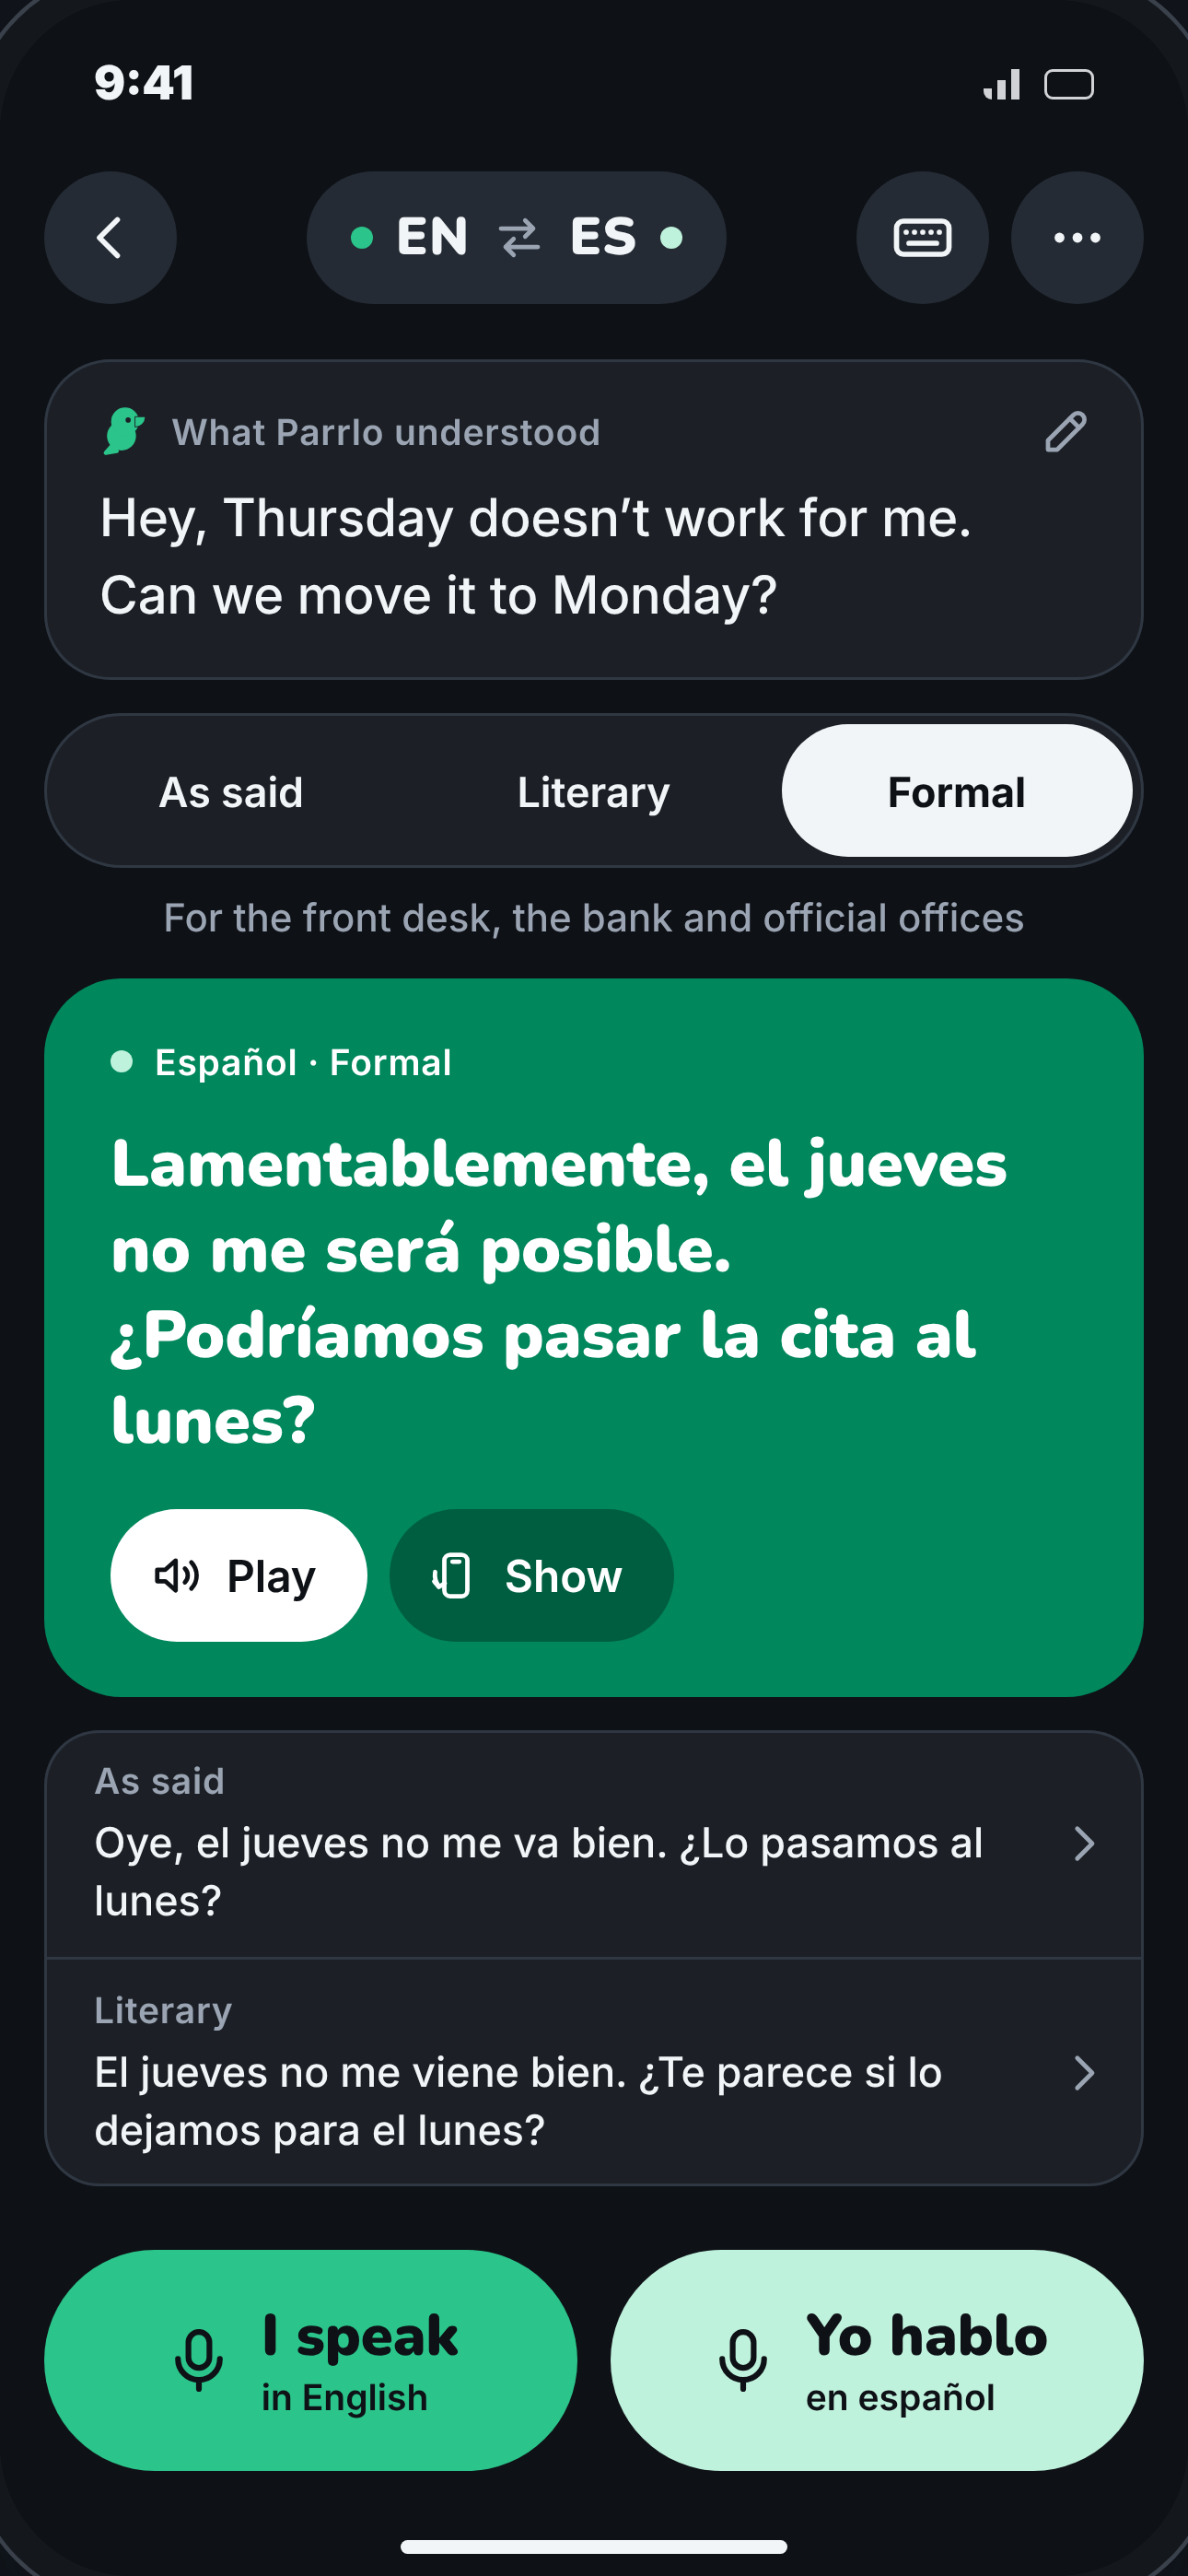 9:41
EN ES
What Parrlo understood
Hey, Thursday doesn’t work for me.
Can we move it to Monday?
As said Literary Formal
For the front desk, the bank and official offices
Español · Formal
Lamentablemente, el jueves
no me será posible.
¿Podríamos pasar la cita al
lunes?
Play Show
As said
Oye, el jueves no me va bien. ¿Lo pasamos al
lunes?
Literary
El jueves no me viene bien. ¿Te parece si lo
dejamos para el lunes?
I speak
in English
Yo hablo
en español